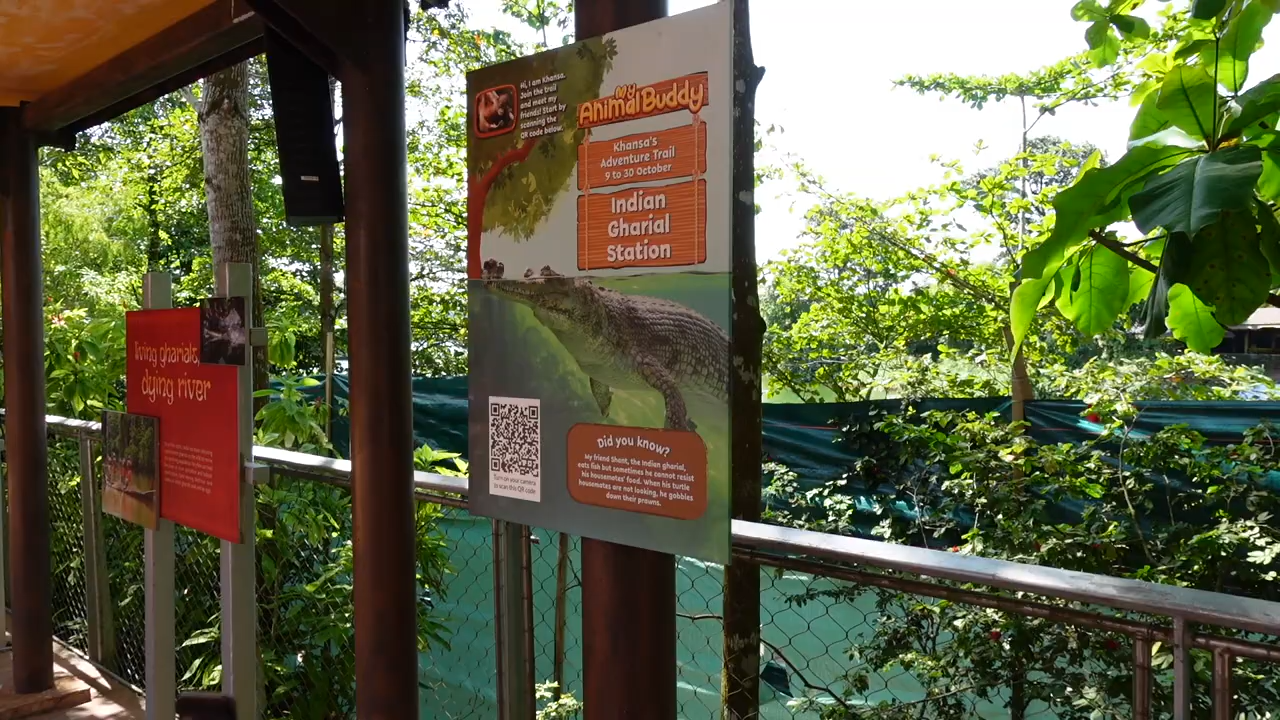 Hi, I am Khansa.
Join the trail
and meet my
friends! Start by
scanning the
QR code below.
My
Animal Buddy
Khansa's
Adventure Trail
9 to 30 October
Indian
Gharial
Station
living gharials,
dying river
Did you know?
My friend Shant, the Indian gharial,
eats fish but sometimes he cannot resist
his housemates' food. When his turtle
housemates are not looking, he gobbles
down their prawns.
Turn on your camera
to scan this QR code